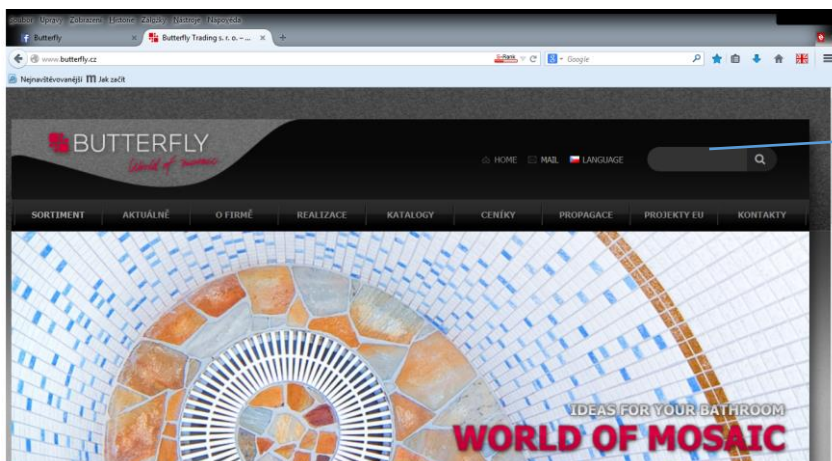 Soubor Úpravy Zobrazení Historie Záložky Nástroje Nápověda
Butterfly × Butterfly Trading s. r. o. – ... × +
www.butterfly.cz S-Rank Google
Nejnavštěvovanější Jak začít
BUTTERFLY
World of mosaic
HOME MAIL LANGUAGE
SORTIMENT AKTUÁLNĚ O FIRMĚ REALIZACE KATALOGY CENÍKY PROPAGACE PROJEKTY EU KONTAKTY
IDEAS FOR YOUR BATHROOM
WORLD OF MOSAIC